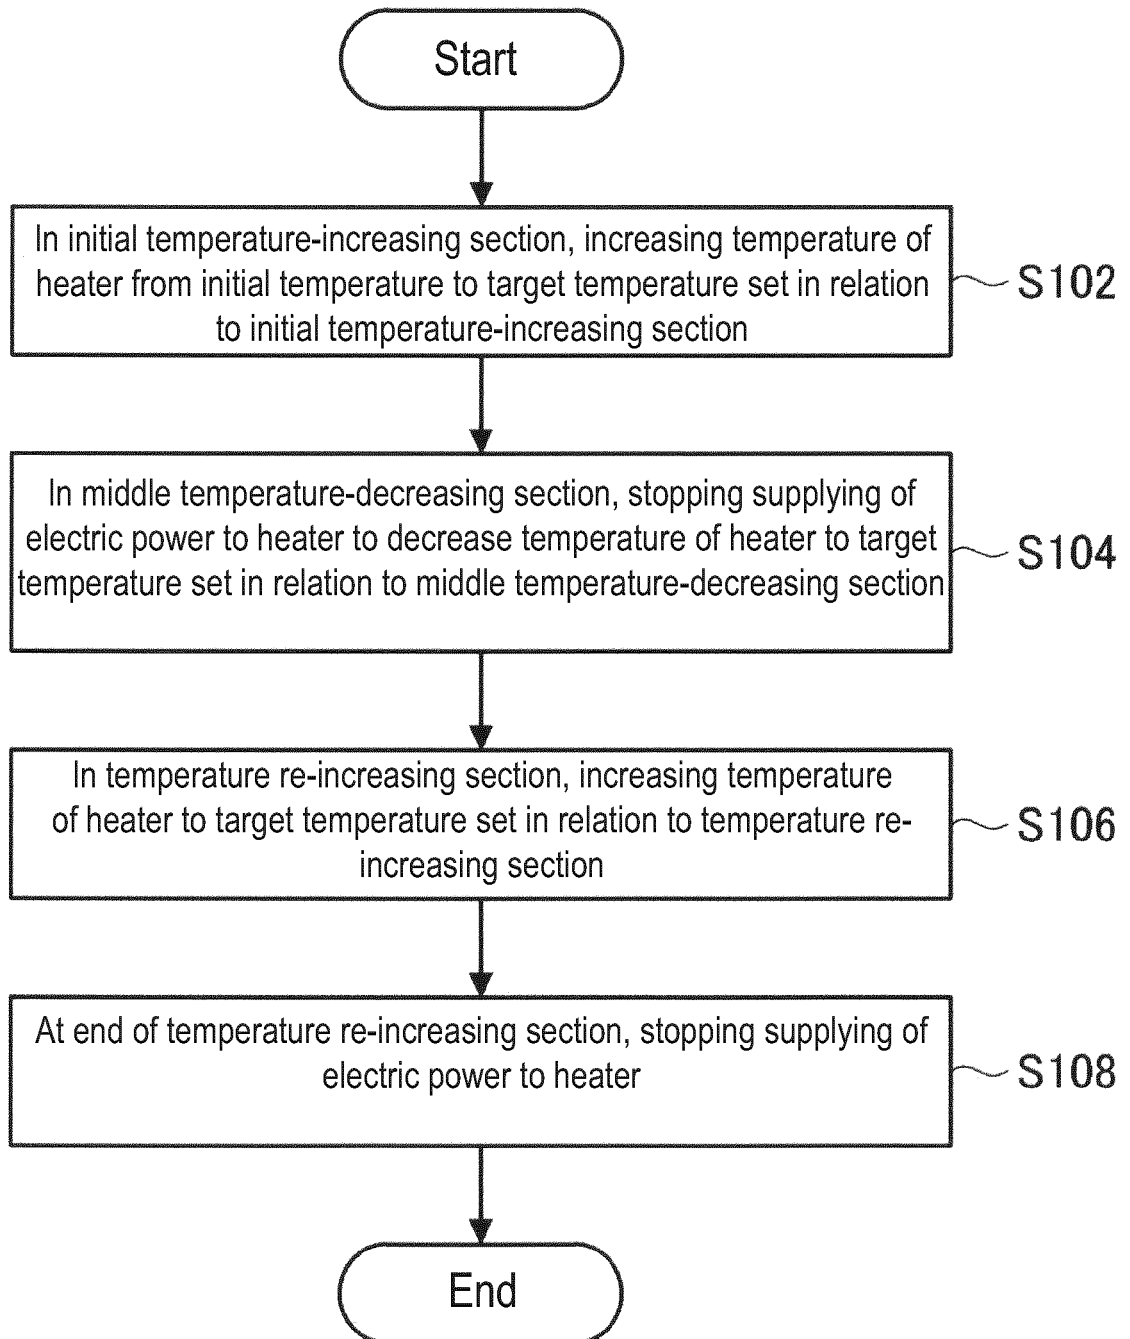 Start
In initial temperature-increasing section, increasing temperature of
heater from initial temperature to target temperature set in relation
to initial temperature-increasing section
S102
In middle temperature-decreasing section, stopping supplying of
electric power to heater to decrease temperature of heater to target
temperature set in relation to middle temperature-decreasing section
S104
In temperature re-increasing section, increasing temperature
of heater to target temperature set in relation to temperature re-
increasing section
S106
At end of temperature re-increasing section, stopping supplying of
electric power to heater
S108
End